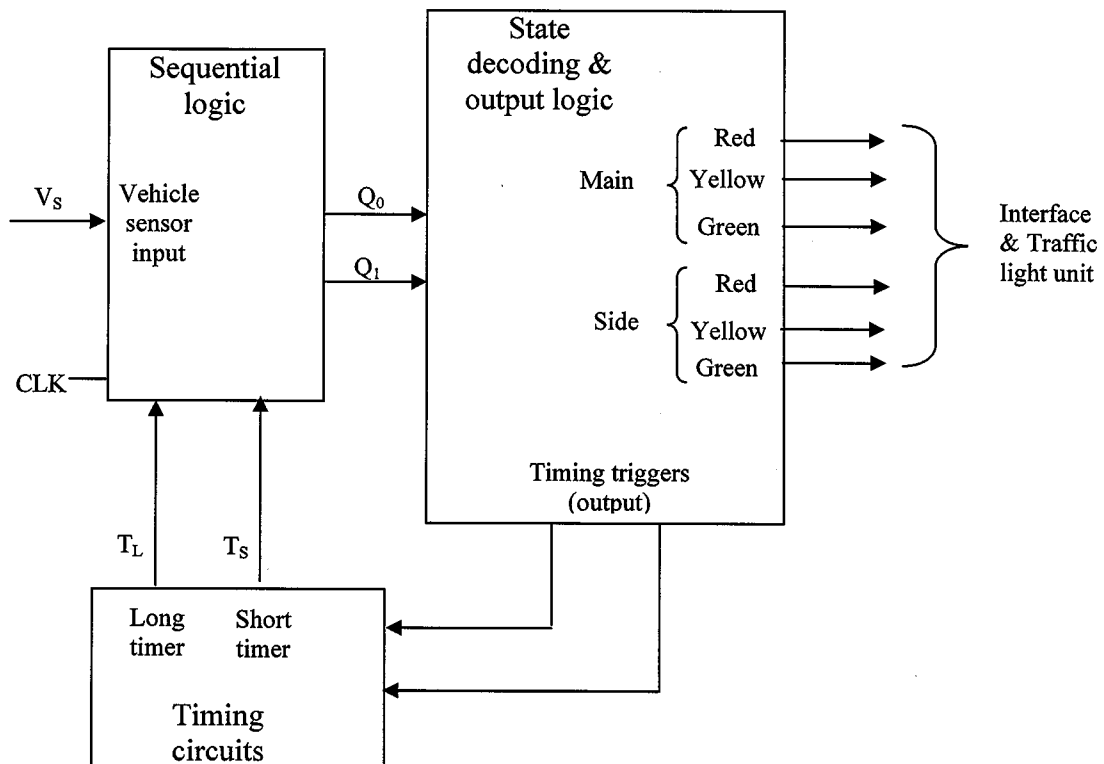 State
decoding &
output logic
Sequential
logic
Red
Main
Yellow
Green
V_S
Vehicle
sensor
input
Q_0
Q_1
Interface
& Traffic
light unit
Red
Side
Yellow
Green
CLK
Timing triggers
(output)
T_L
T_S
Long
timer
Short
timer
Timing
circuits